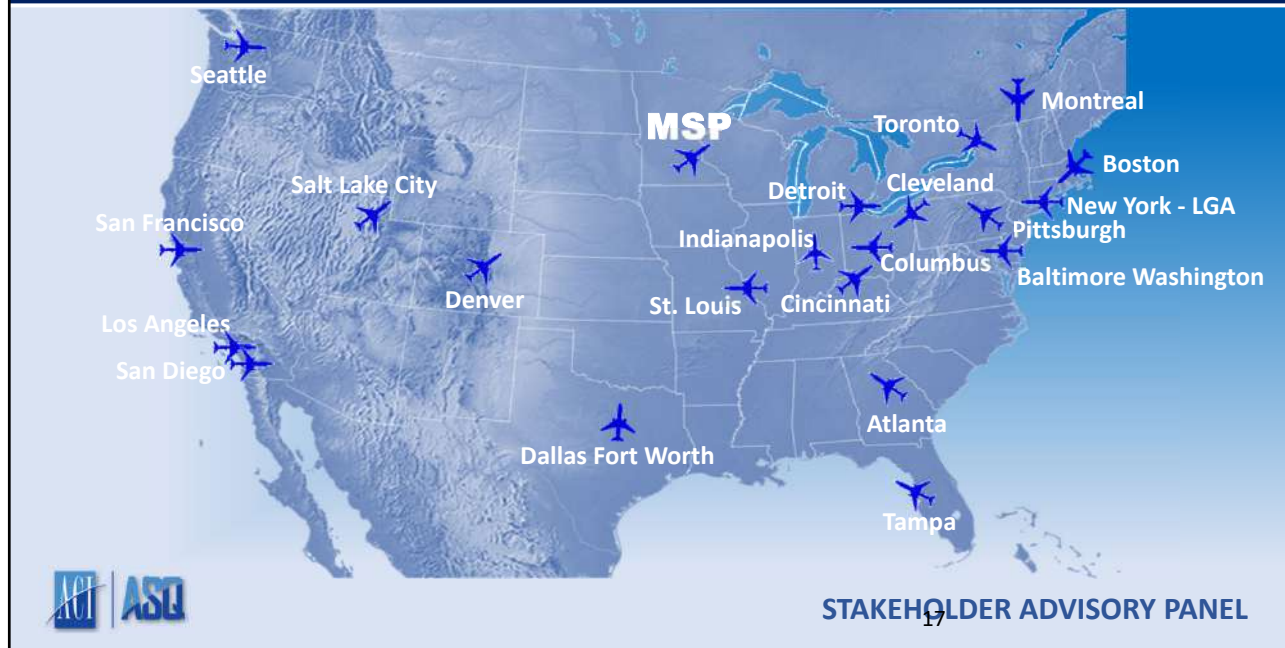 Seattle
MSP
Montreal
Toronto
Boston
Salt Lake City
Detroit
Cleveland
New York - LGA
San Francisco
Pittsburgh
Indianapolis
Columbus
Baltimore Washington
Denver
St. Louis
Cincinnati
Los Angeles
San Diego
Atlanta
Dallas Fort Worth
Tampa
ACI ASQ
STAKEHOLDER ADVISORY PANEL
17